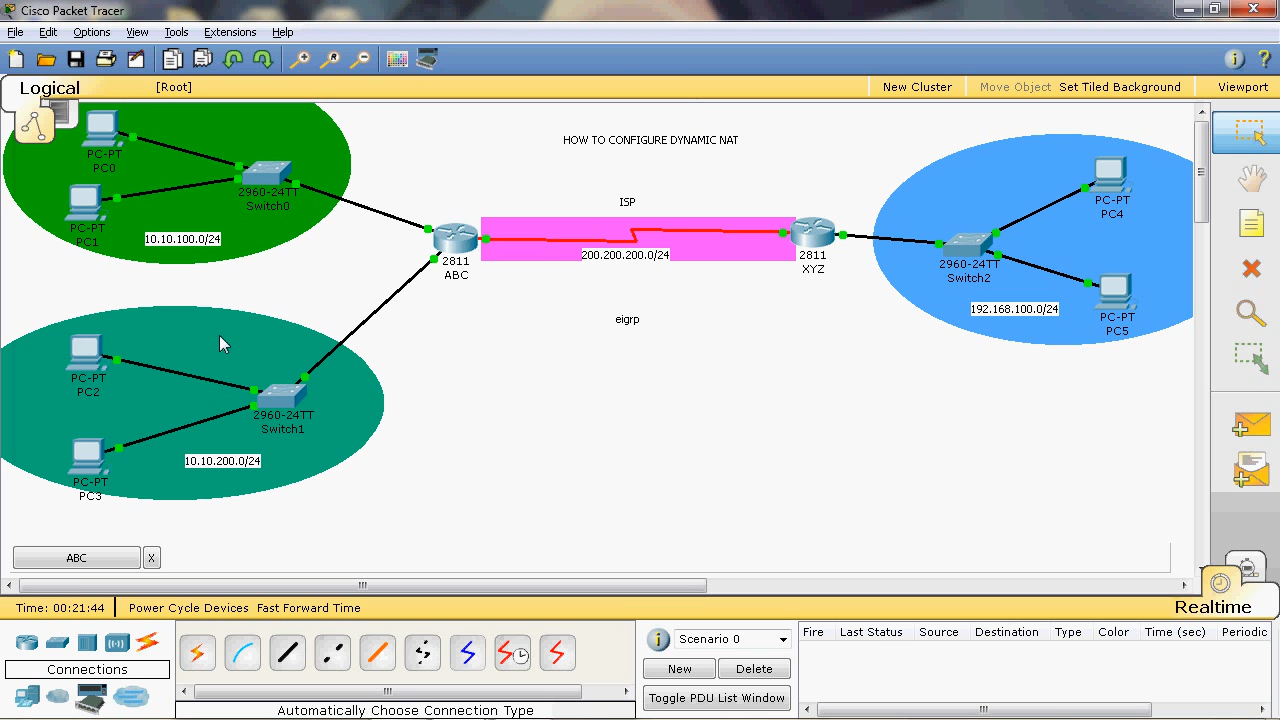 Cisco Packet Tracer
File Edit Options View Tools Extensions Help
Logical [Root] New Cluster Move Object Set Tiled Background Viewport
HOW TO CONFIGURE DYNAMIC NAT
PC-PT
PC0
2960-24TT
Switch0
PC-PT
PC1
10.10.100.0/24
ISP
2811
ABC
200.200.200.0/24
2811
XYZ
eigrp
PC-PT
PC4
2960-24TT
Switch2
192.168.100.0/24
PC-PT
PC5
PC-PT
PC2
2960-24TT
Switch1
10.10.200.0/24
PC-PT
PC3
ABC X
Realtime
Time: 00:21:44 Power Cycle Devices Fast Forward Time
Connections
Automatically Choose Connection Type
Scenario 0
New Delete
Toggle PDU List Window
Fire Last Status Source Destination Type Color Time (sec) Periodic